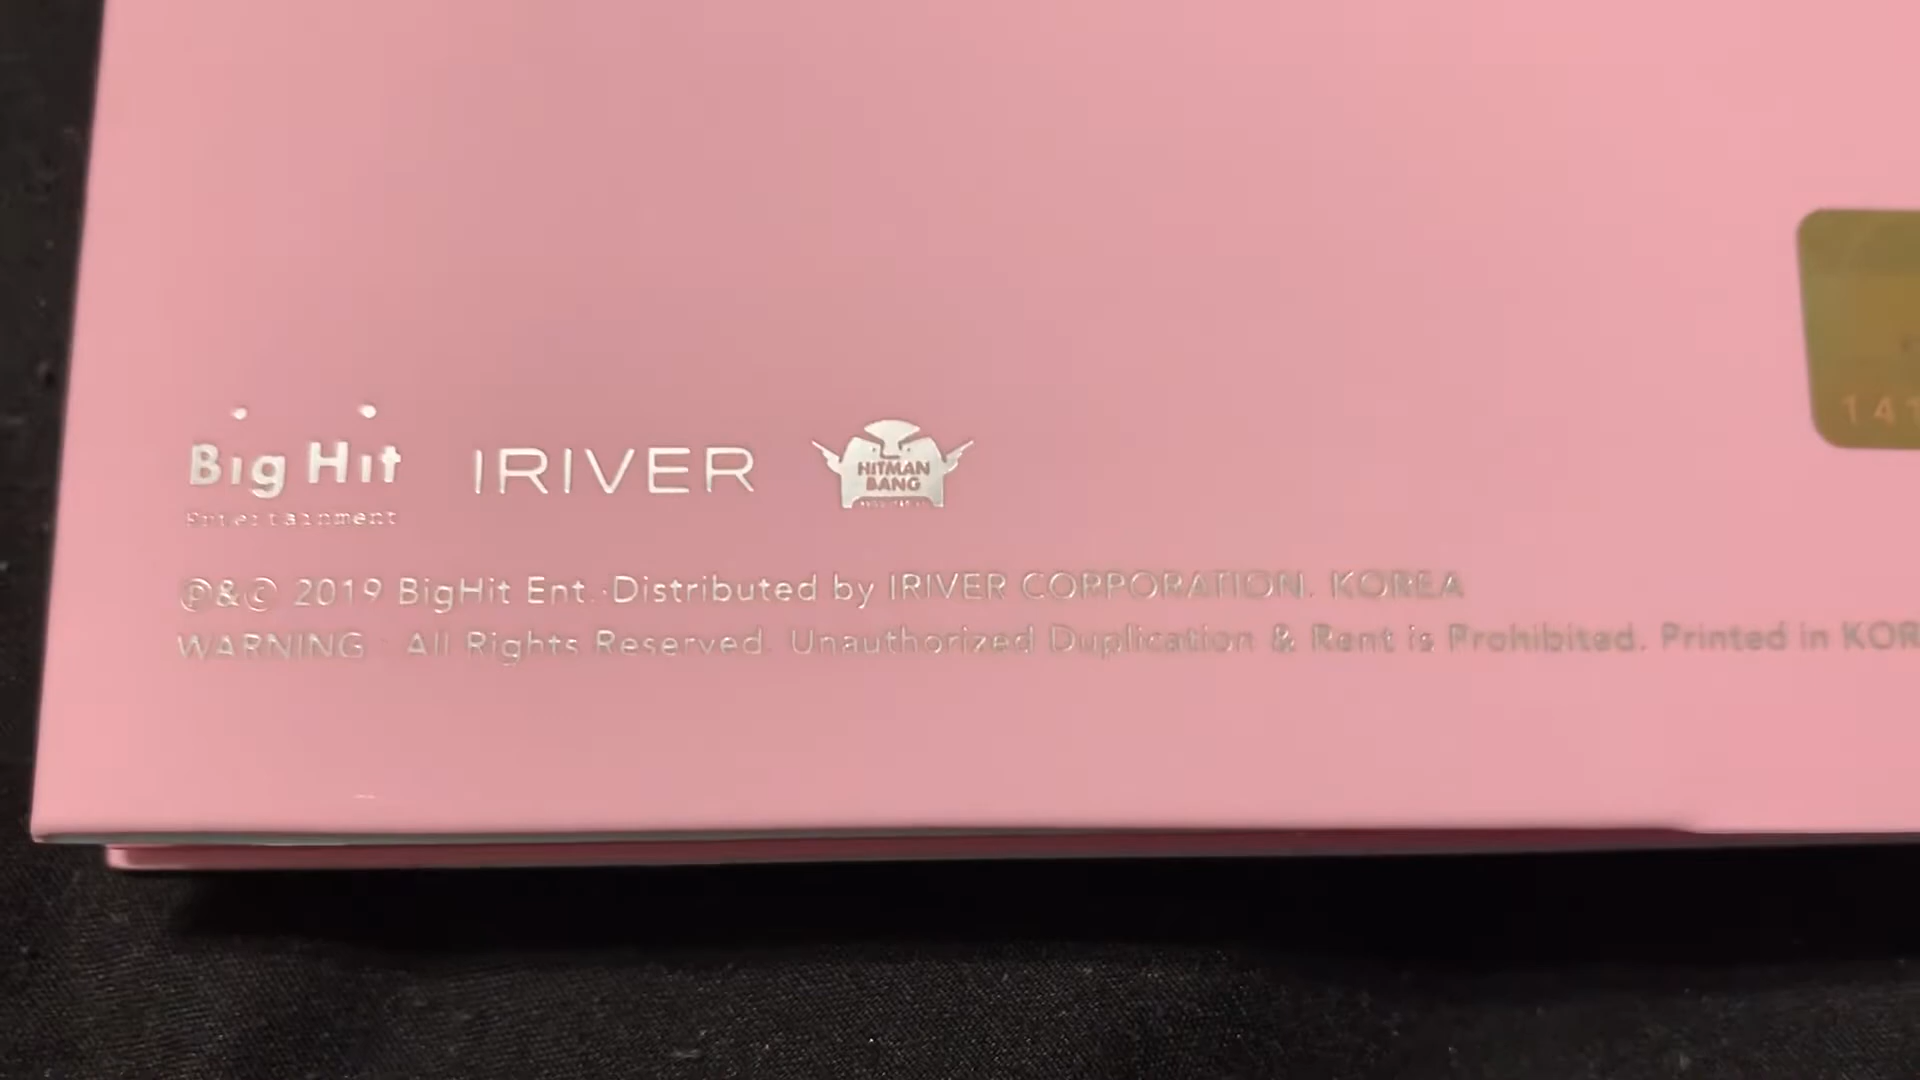 Big Hit
Entertainment
IRIVER
HITMAN
BANG
141
Ⓟ&Ⓒ 2019 BigHit Ent. Distributed by IRIVER CORPORATION. KOREA
WARNING : All Rights Reserved. Unauthorized Duplication & Rent is Prohibited. Printed in KOR